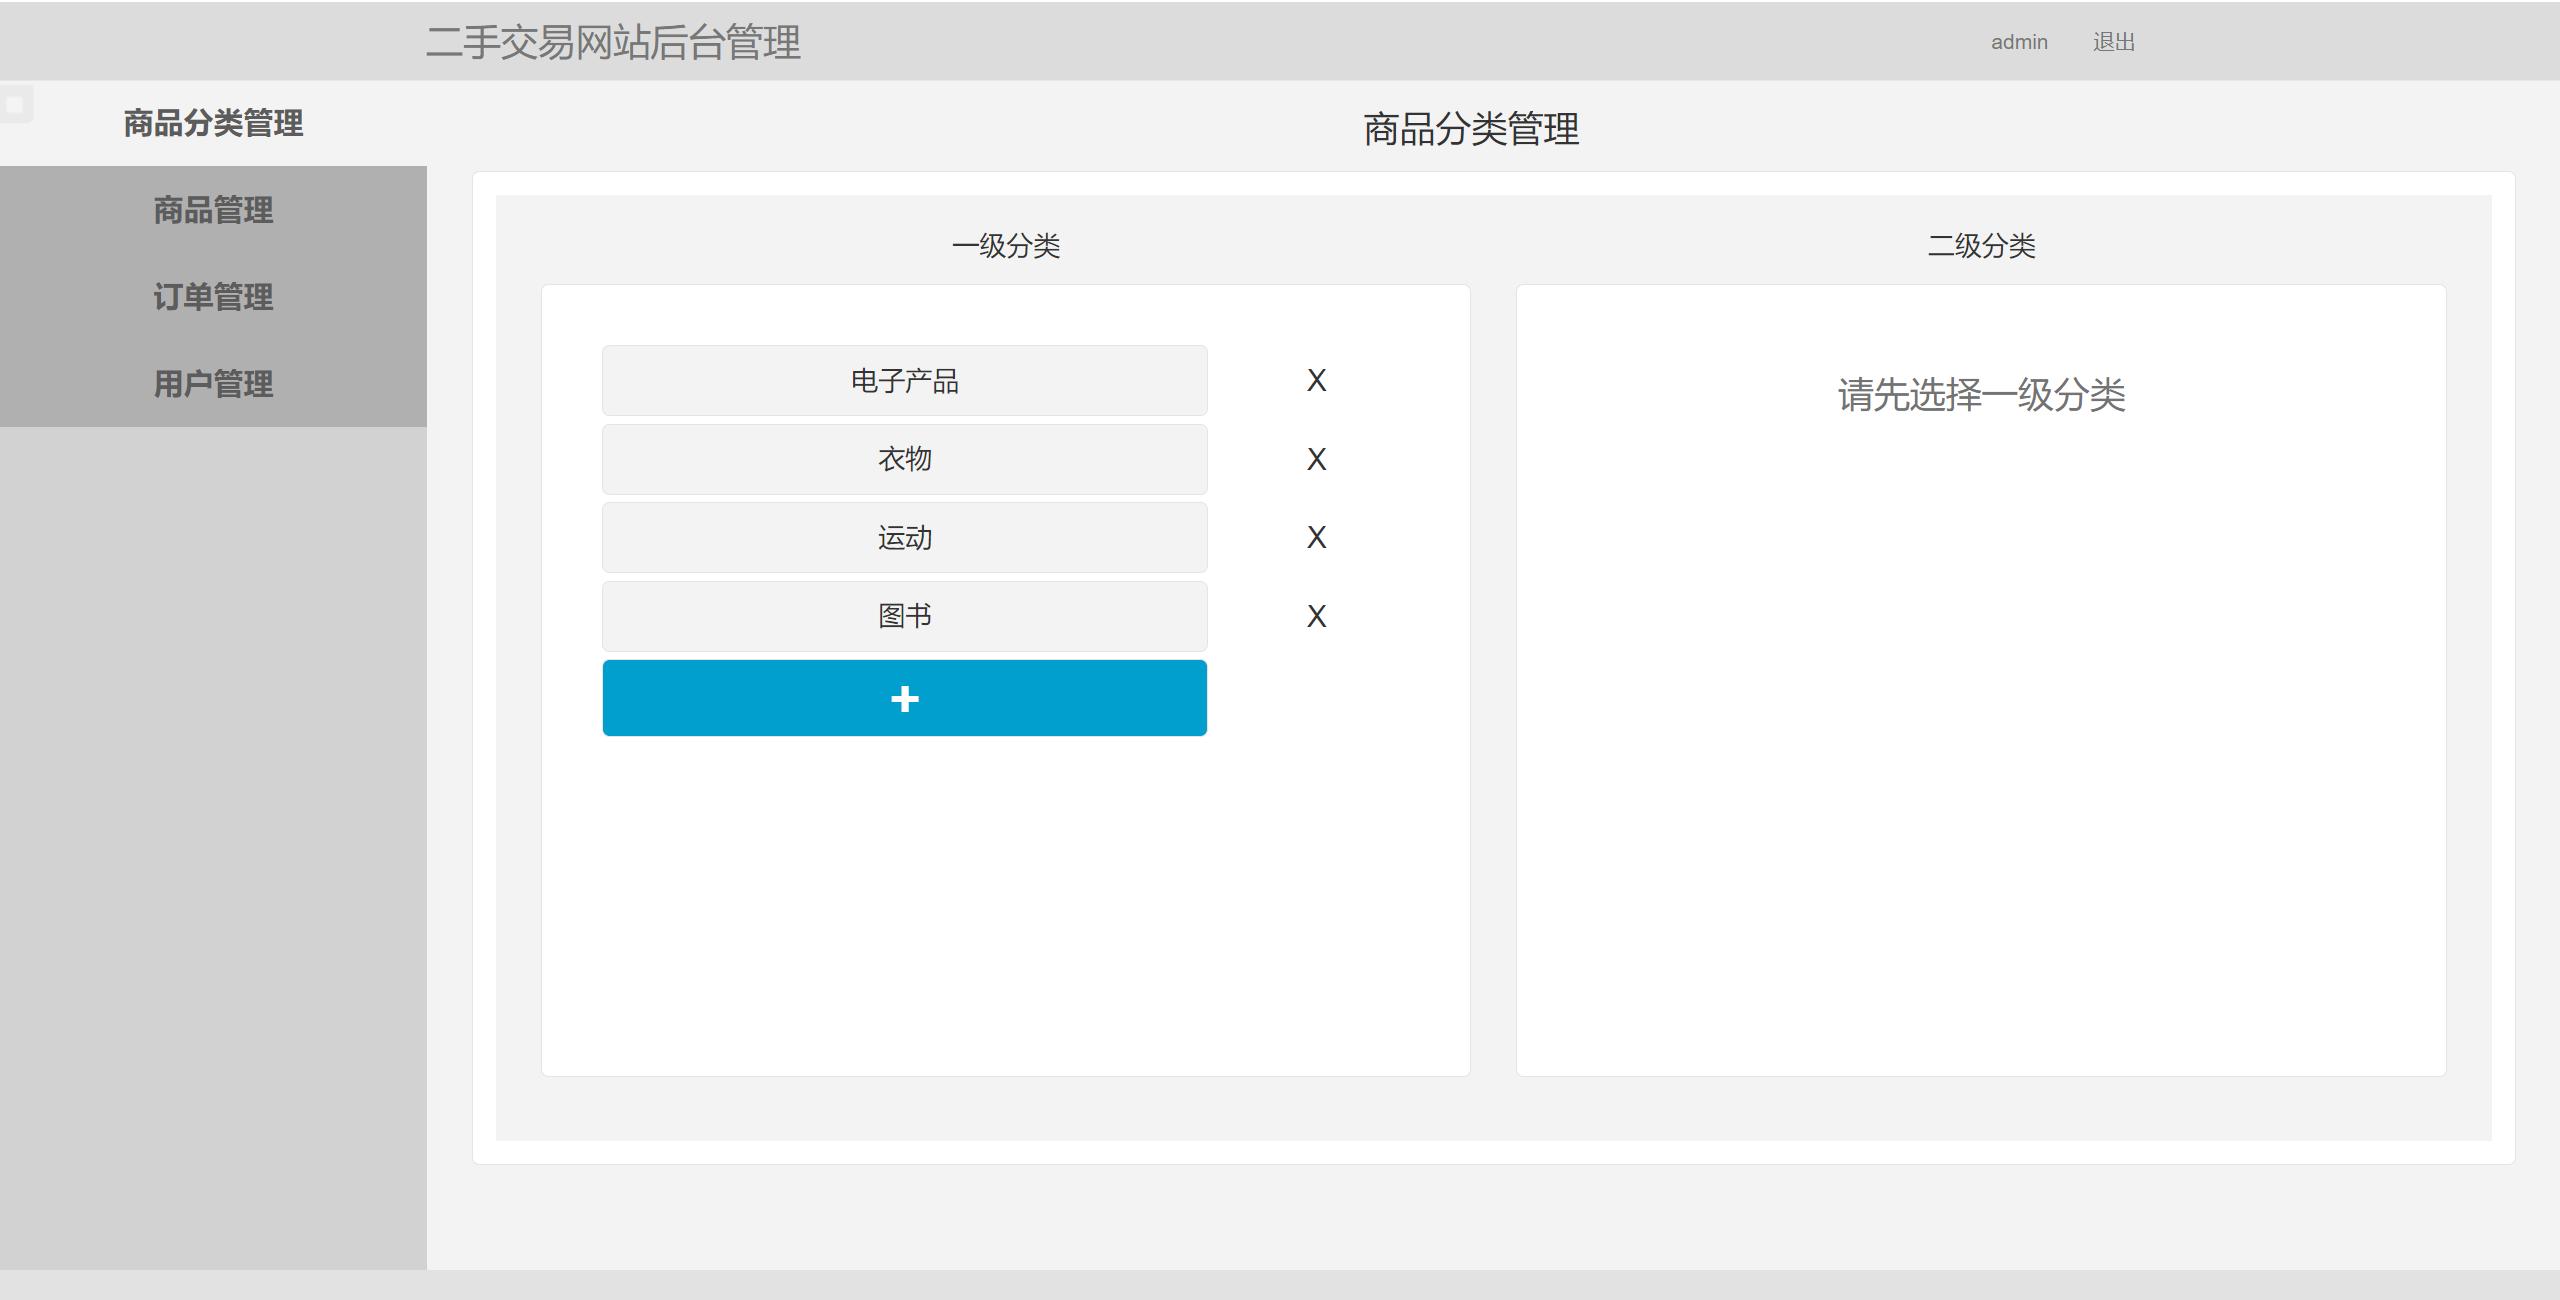 二手交易网站后台管理
admin 退出
商品分类管理
商品管理
订单管理
用户管理
商品分类管理
一级分类
电子产品 X
衣物 X
运动 X
图书 X
+
二级分类
请先选择一级分类